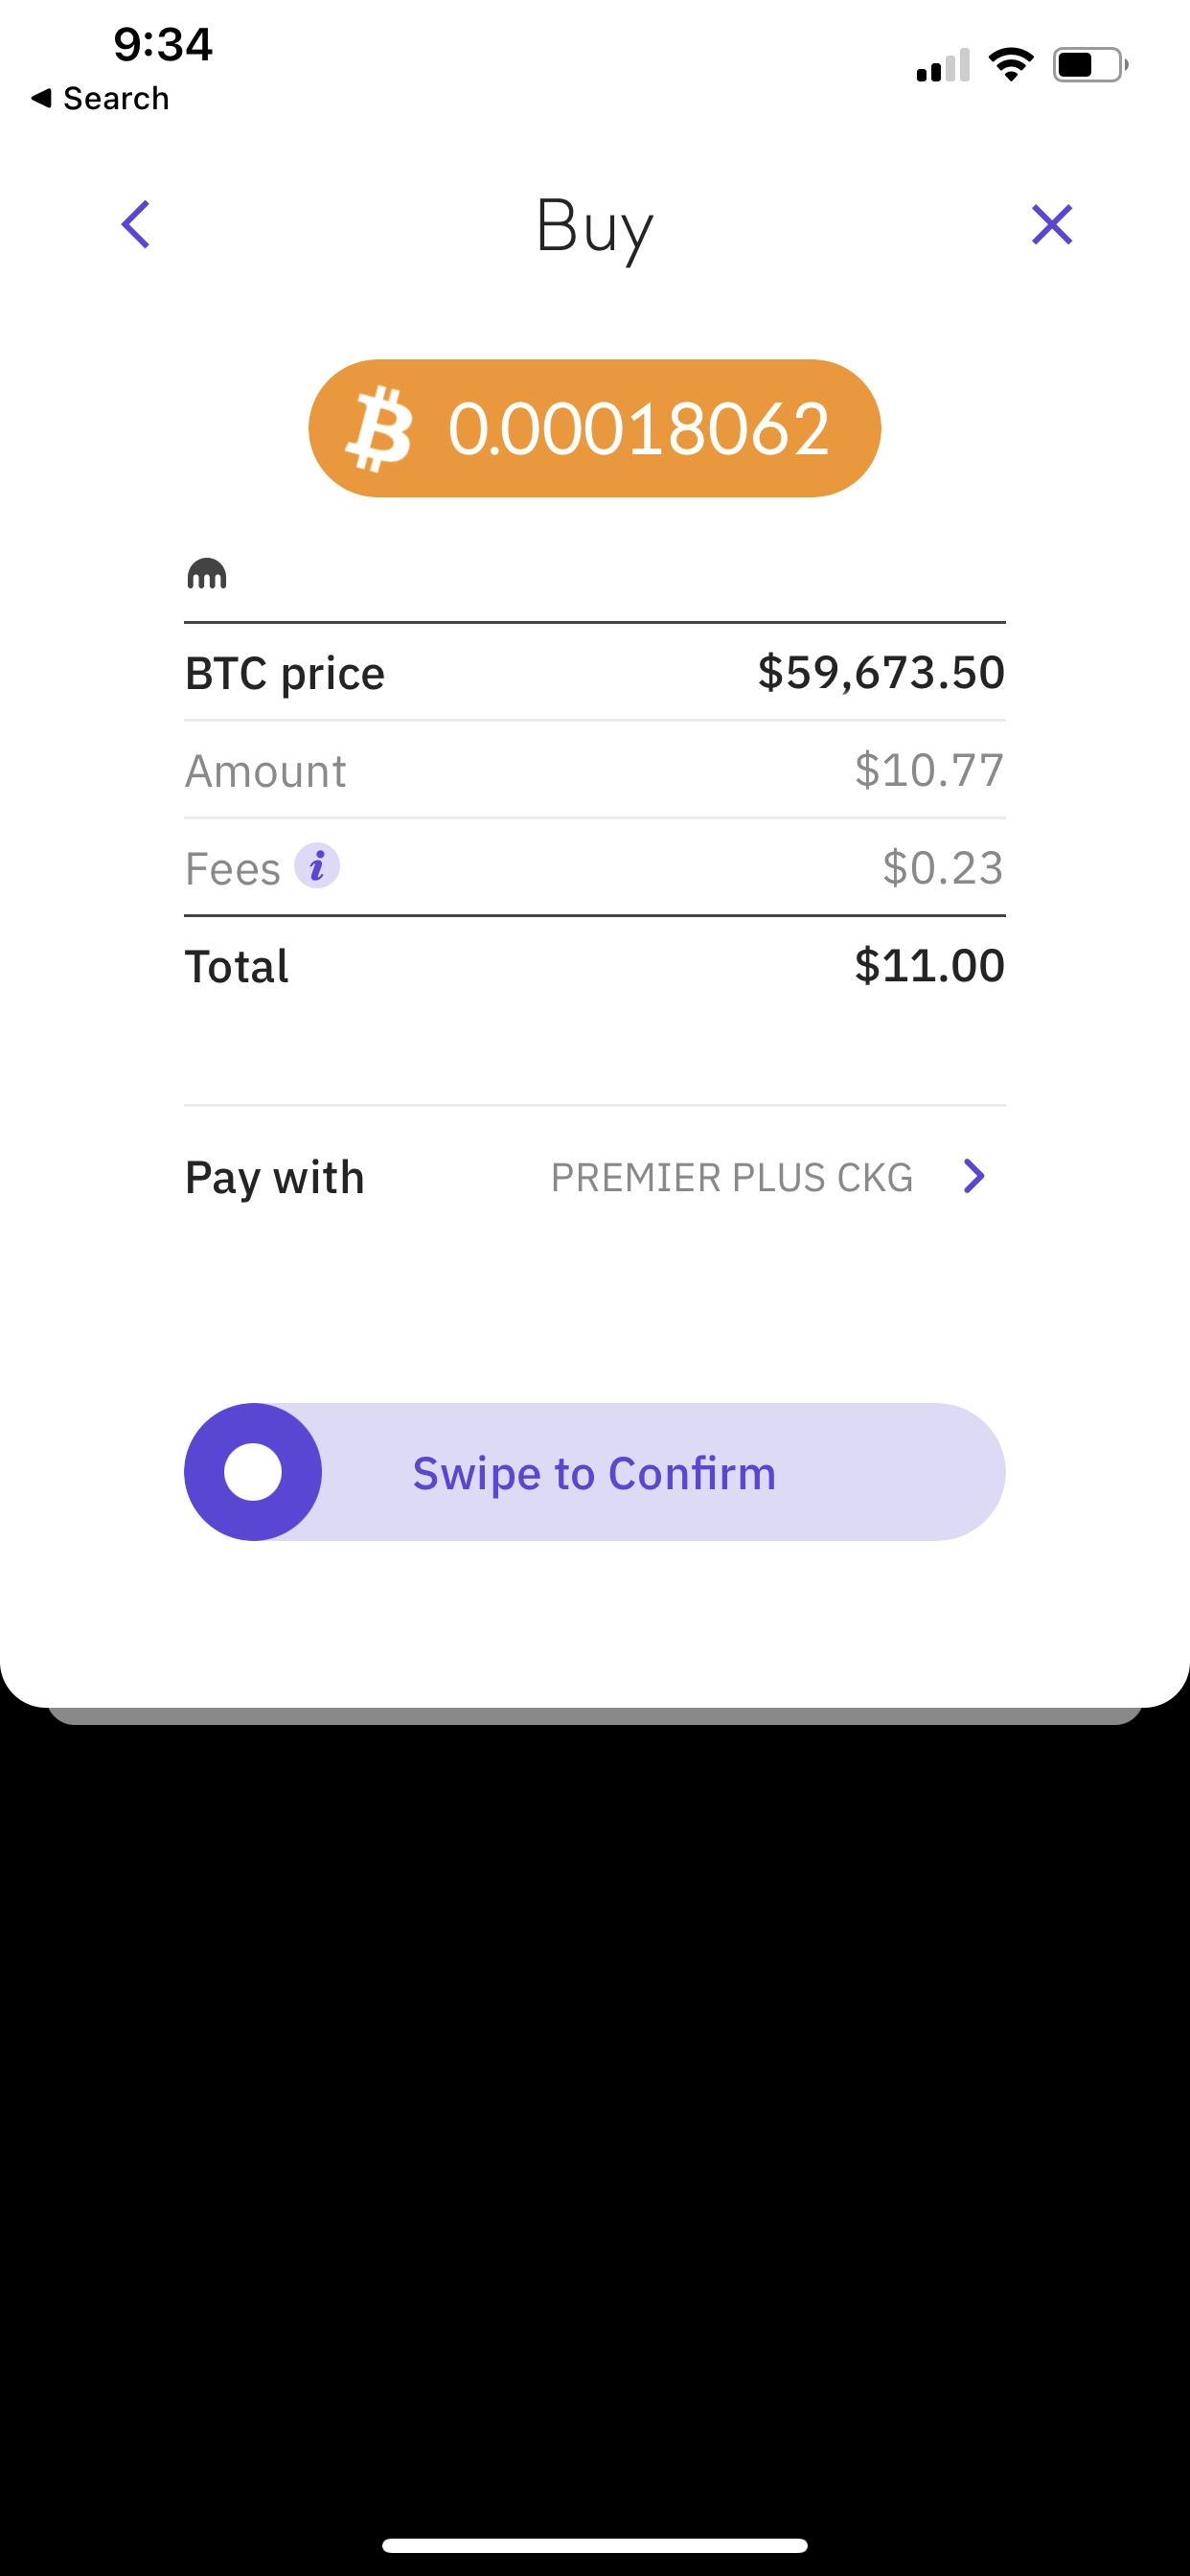 9:34
◀ Search
Buy
0.00018062
BTC price $59,673.50
Amount $10.77
Fees i $0.23
Total $11.00
Pay with PREMIER PLUS CKG
Swipe to Confirm